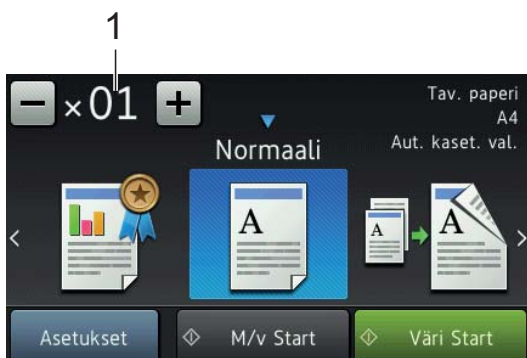 1
×01
Tav. paperi
A4
Aut. kaset. val.
Normaali
A
A
A
Asetukset
M/v Start
Väri Start